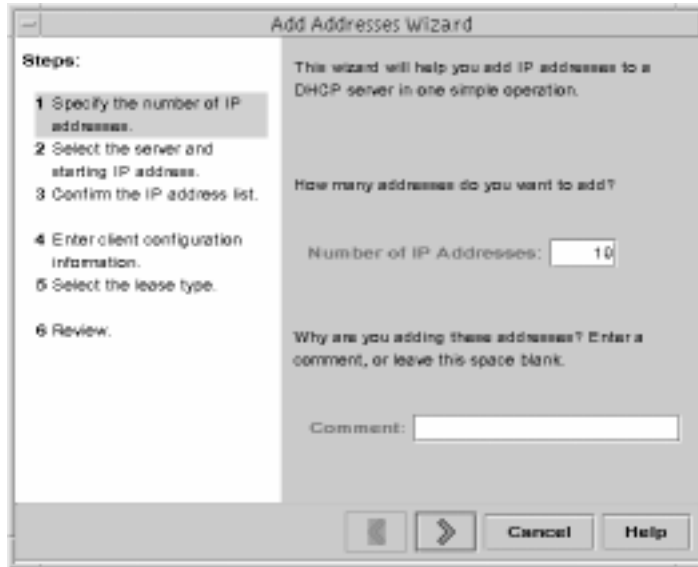 Add Addresses Wizard
Steps:
1 Specify the number of IP
addresses.
2 Select the server and
starting IP address.
3 Confirm the IP address list.
4 Enter client configuration
information.
5 Select the lease type.
6 Review.
This wizard will help you add IP addresses to a
DHCP server in one simple operation.
How many addresses do you want to add?
Number of IP Addresses: 10
Why are you adding these addresses? Enter a
comment, or leave this space blank.
Comment:
Cancel Help